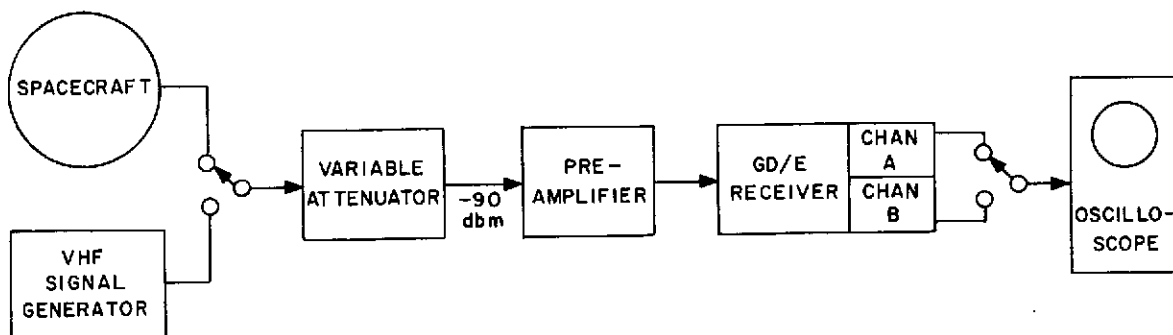 SPACECRAFT
VHF
SIGNAL
GENERATOR
VARIABLE
ATTENUATOR
-90
dbm
PRE-
AMPLIFIER
GD/E
RECEIVER
CHAN
A
CHAN
B
OSCILLO-
SCOPE